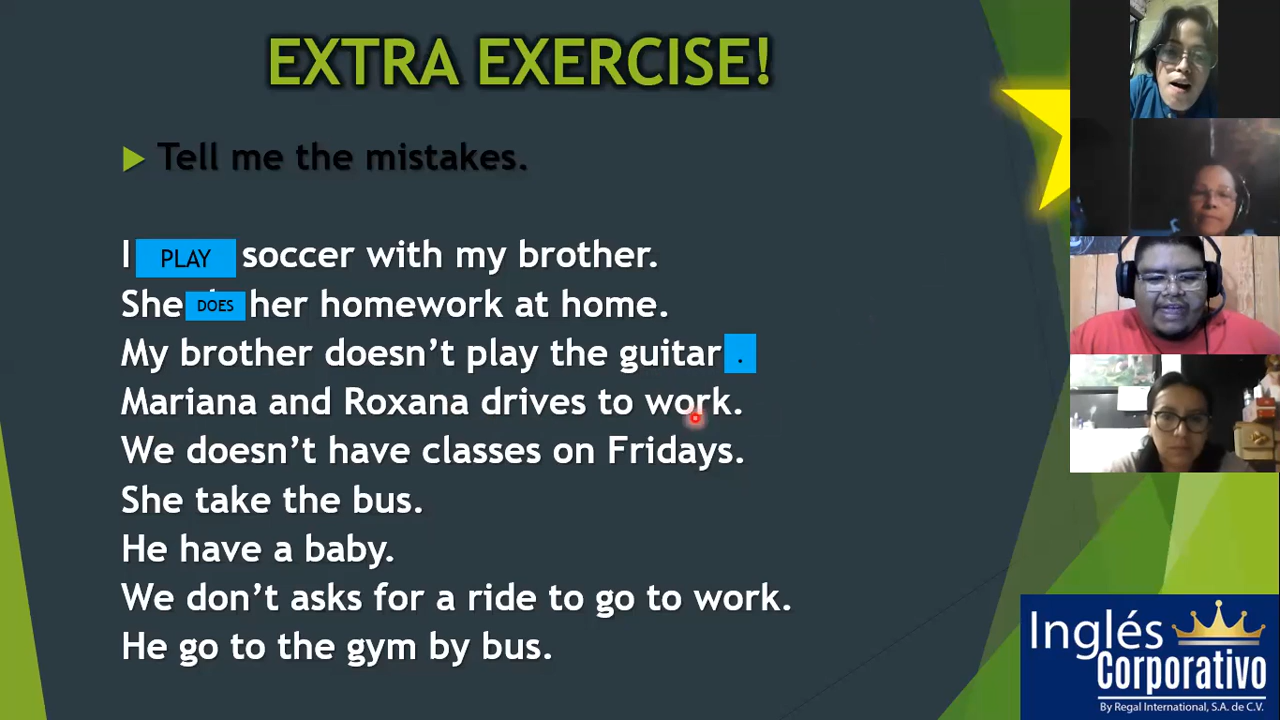 EXTRA EXERCISE!
Tell me the mistakes.
I PLAY soccer with my brother.
She DOES her homework at home.
My brother doesn't play the guitar .
Mariana and Roxana drives to work.
We doesn't have classes on Fridays.
She take the bus.
He have a baby.
We don't asks for a ride to go to work.
He go to the gym by bus.
Inglés
Corporativo
By Regal International, S.A. de C.V.